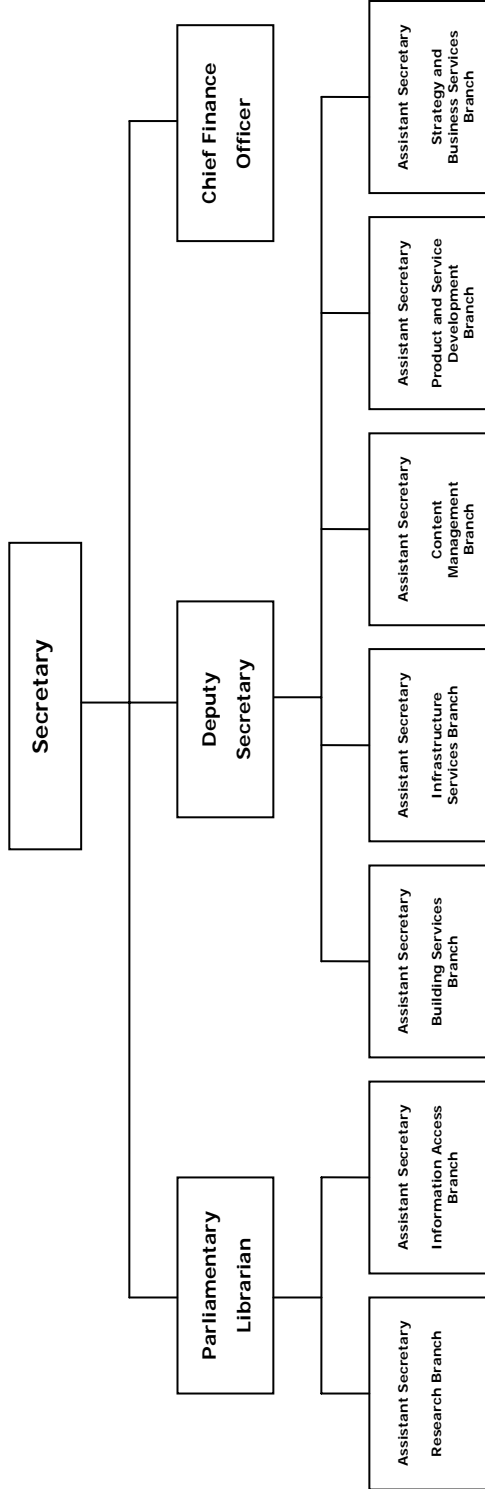 Secretary
Parliamentary
Librarian
Deputy
Secretary
Chief Finance
Officer
Assistant Secretary
Research Branch
Assistant Secretary
Information Access
Branch
Assistant Secretary
Building Services
Branch
Assistant Secretary
Infrastructure
Services Branch
Assistant Secretary
Content
Management
Branch
Assistant Secretary
Product and Service
Development
Branch
Assistant Secretary
Strategy and
Business Services
Branch